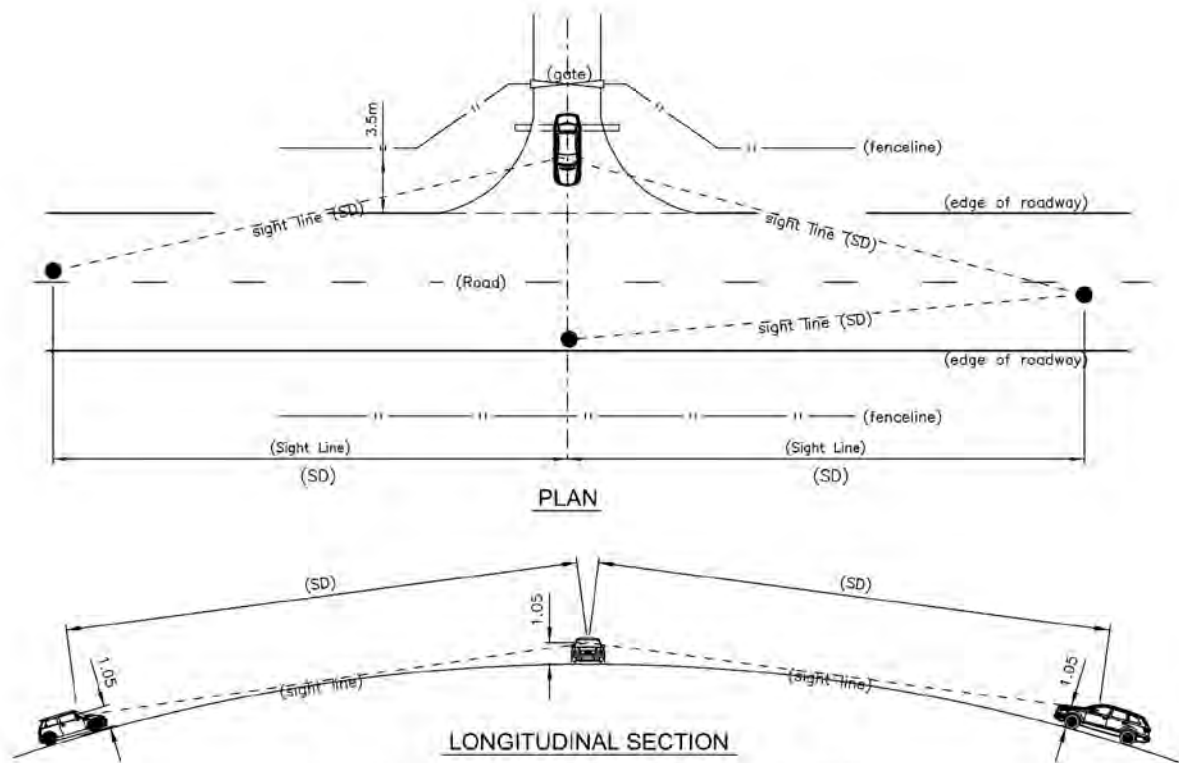 (gate)
3.5m
(fenceline)
(edge of roadway)
sight line (SD)
sight line (SD)
(Road)
sight line (SD)
(edge of roadway)
(fenceline)
(Sight Line)
(Sight Line)
(SD)
(SD)
PLAN
(SD)
(SD)
1.05
1.05
1.05
(sight line)
(sight line)
LONGITUDINAL SECTION